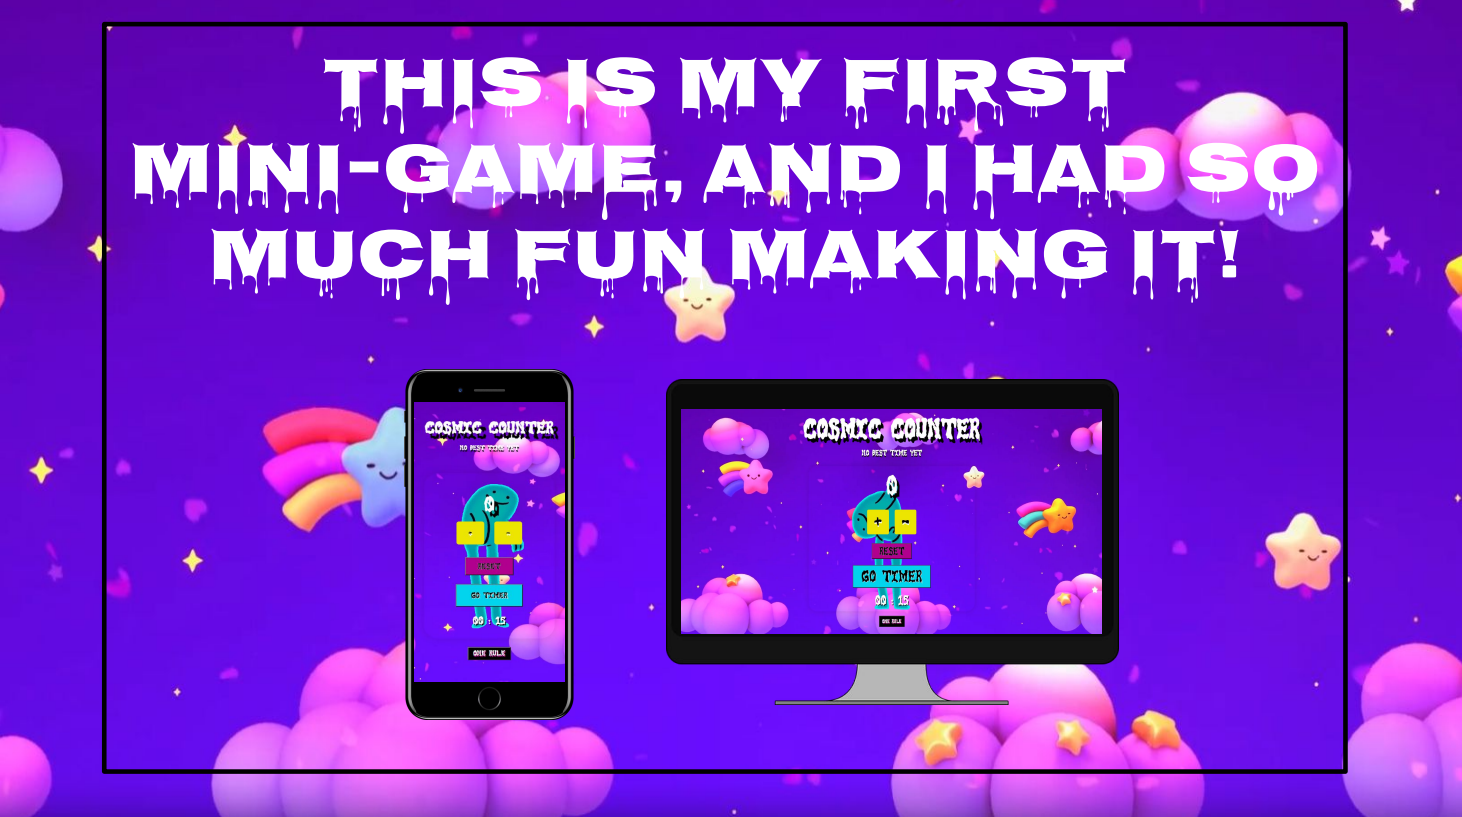 THIS IS MY FIRST
MINI-GAME, AND I HAD SO
MUCH FUN MAKING IT!
COSMIC COUNTER
NO BEST TIME YET
0
+ -
RESET
GO TIMER
00 : 15
ONE RULE
COSMIC COUNTER
NO BEST TIME YET
0
+ -
RESET
GO TIMER
00 : 15
ONE RULE